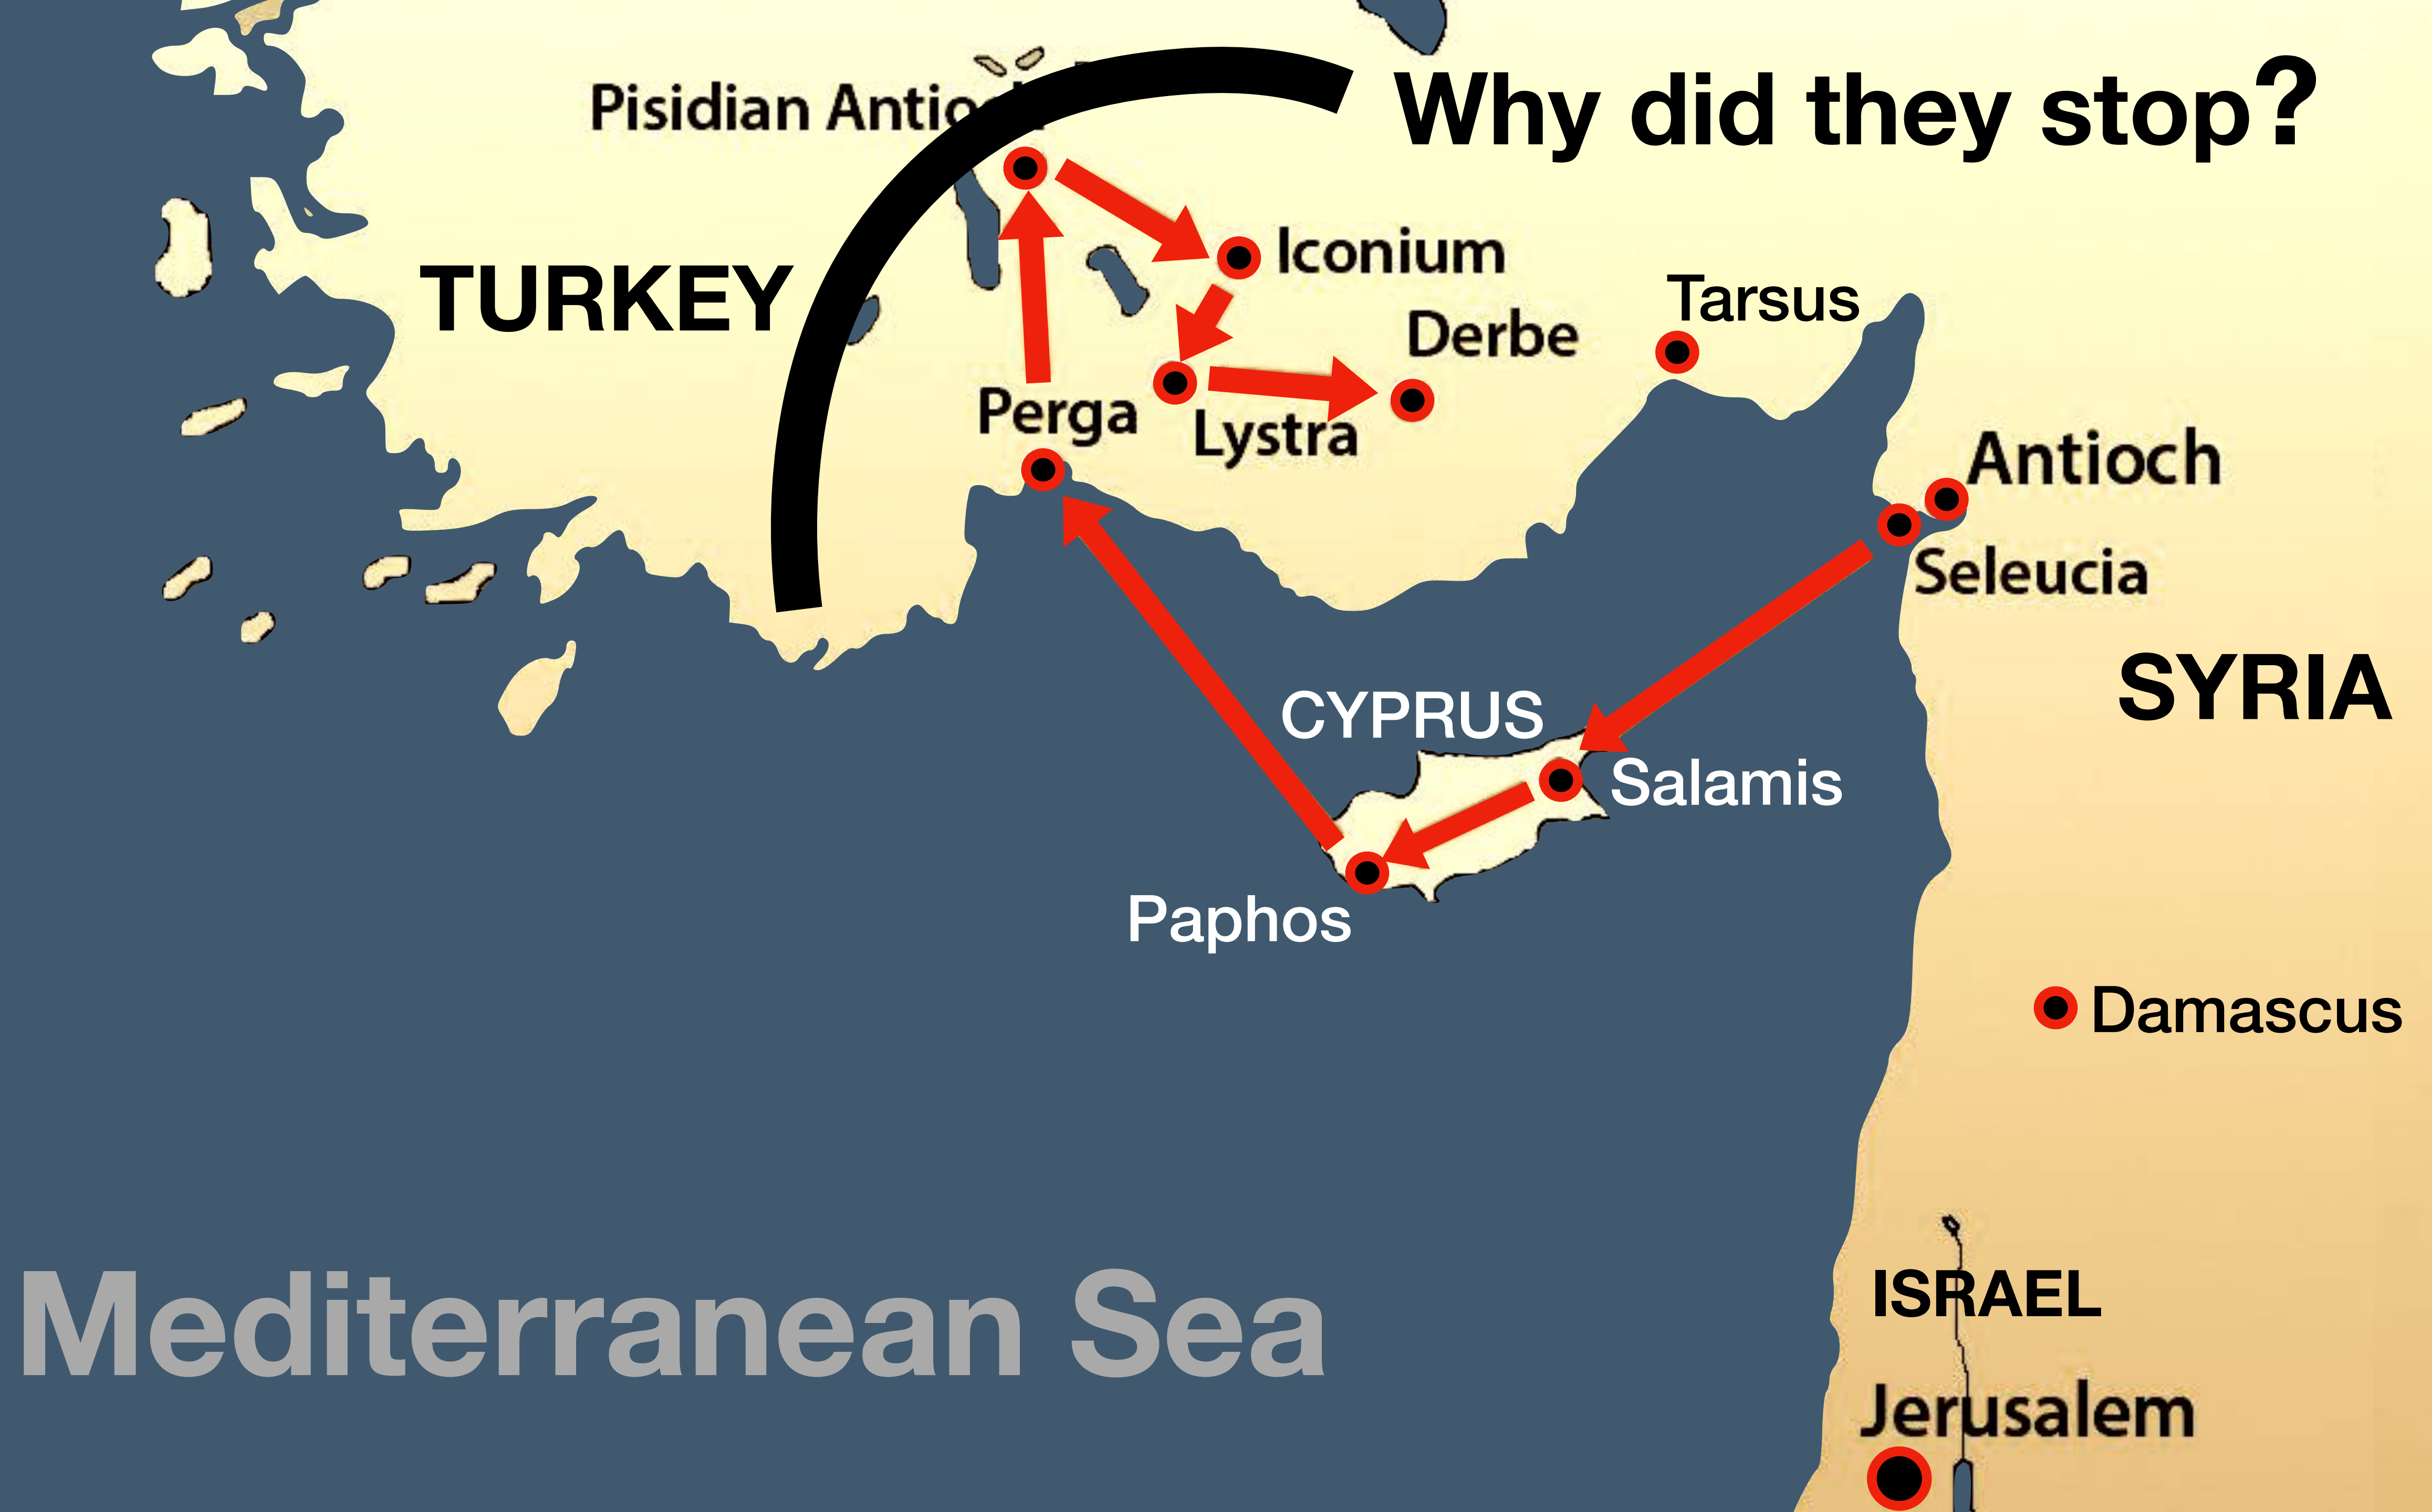 Why did they stop?
Pisidian Antioch
Iconium
TURKEY
Tarsus
Derbe
Perga
Lystra
Antioch
Seleucia
SYRIA
CYPRUS
Salamis
Paphos
Damascus
ISRAEL
Mediterranean Sea
Jerusalem